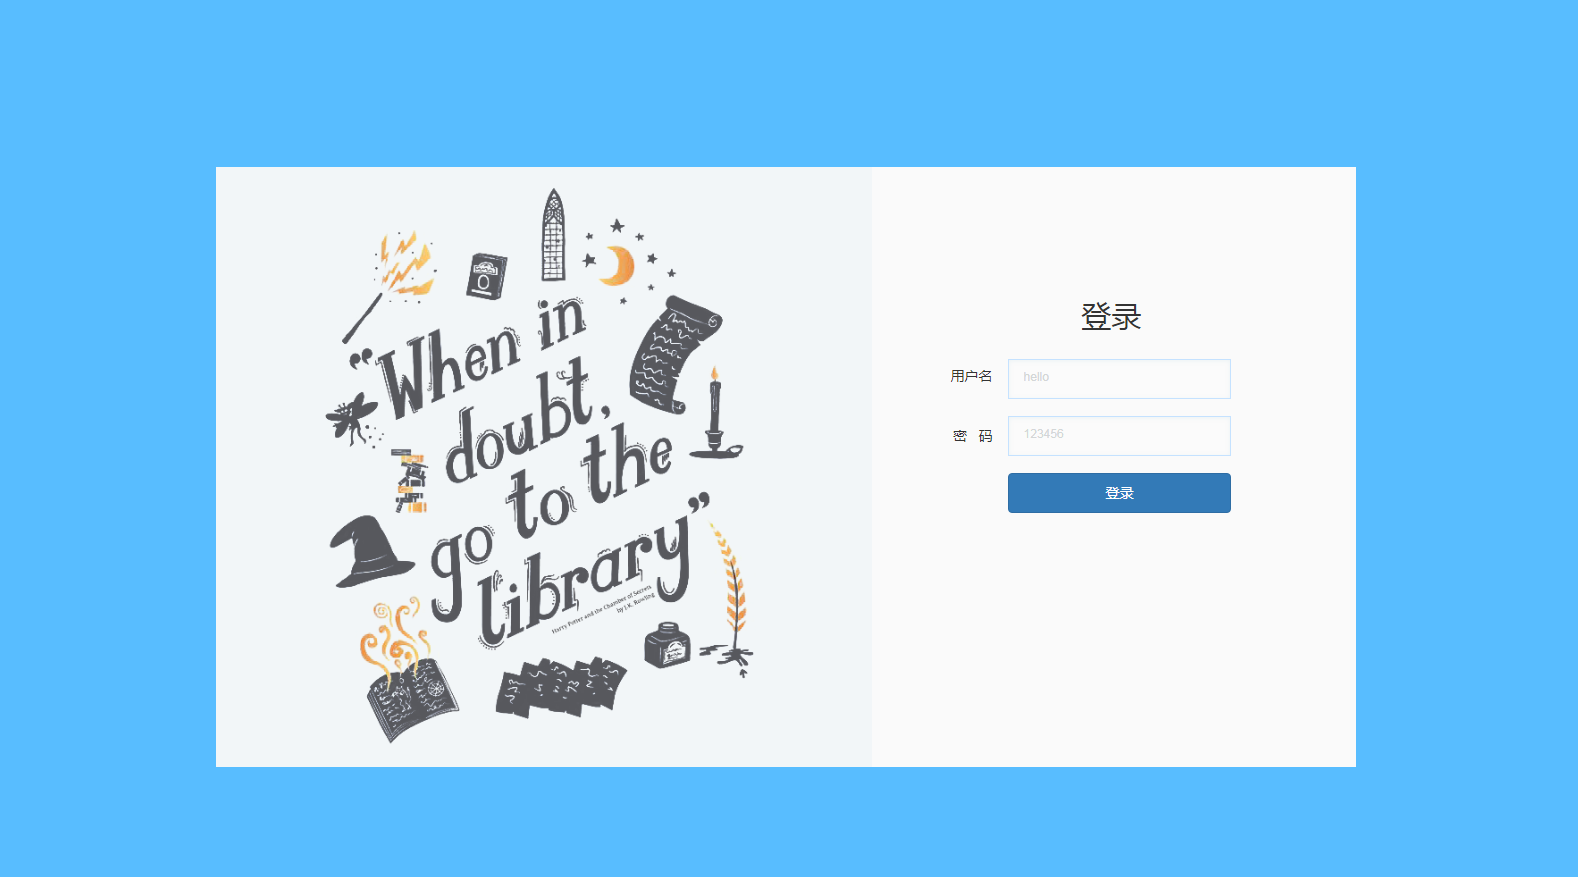 “When in
doubt,
go to the
library”
Harry Potter and the Chamber of Secrets
by J.K. Rowling
登录
用户名
hello
密 码
123456
登录